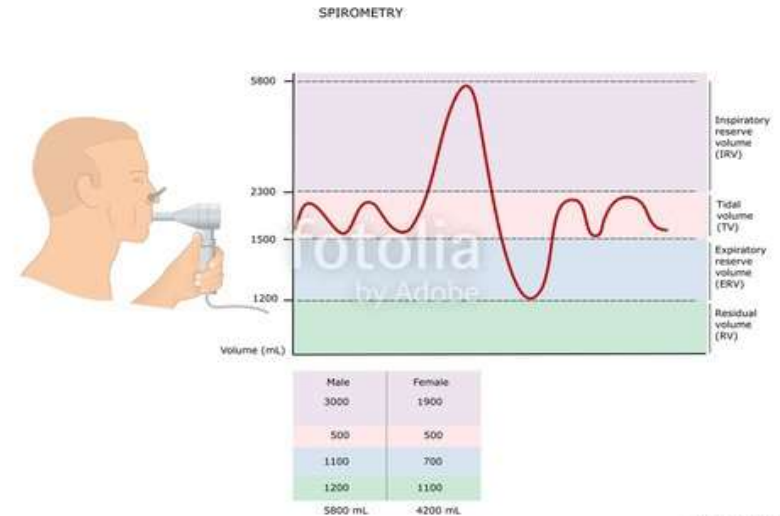 SPIROMETRY
5800
Inspiratory
reserve
volume
(IRV)
2300
Tidal
volume
(TV)
1500
Expiratory
reserve
volume
(ERV)
1200
Residual
volume
(RV)
Volume (mL)
fotolia
by Adobe
Male Female
3000 1900
500 500
1100 700
1200 1100
5800 mL 4200 mL